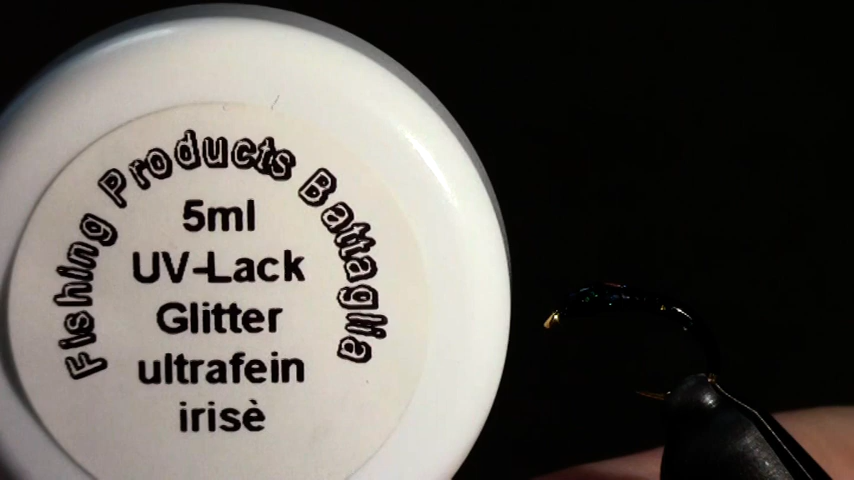 Fishing Products Battaglia
5ml
UV-Lack
Glitter
ultrafein
irisè